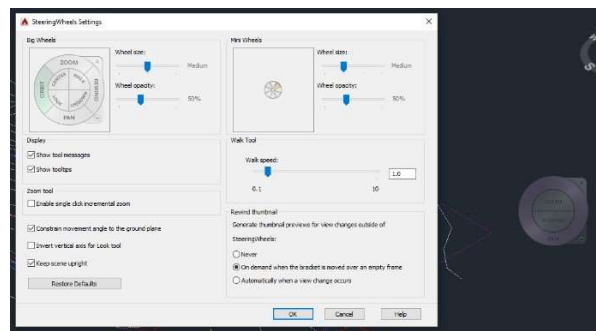 SteeringWheels Settings
Big Wheels
ZOOM
ORBIT
CENTER
WALK
REWIND
LOOK
UP/DOWN
PAN
Wheel size:
Medium
Wheel opacity:
50%
Mini Wheels
Wheel size:
Medium
Wheel opacity:
50%
Display
Show tool messages
Show tooltips
Zoom tool
Enable single click incremental zoom
Constrain movement angle to the ground plane
Invert vertical axis for Look tool
Keep scene upright
Restore Defaults
Walk Tool
Walk speed:
1.0
0.1 10
Rewind thumbnail
Generate thumbnail previews for view changes outside of
SteeringWheels:
Never
On demand when the bracket is moved over an empty frame
Automatically when a view change occurs
OK Cancel Help
S